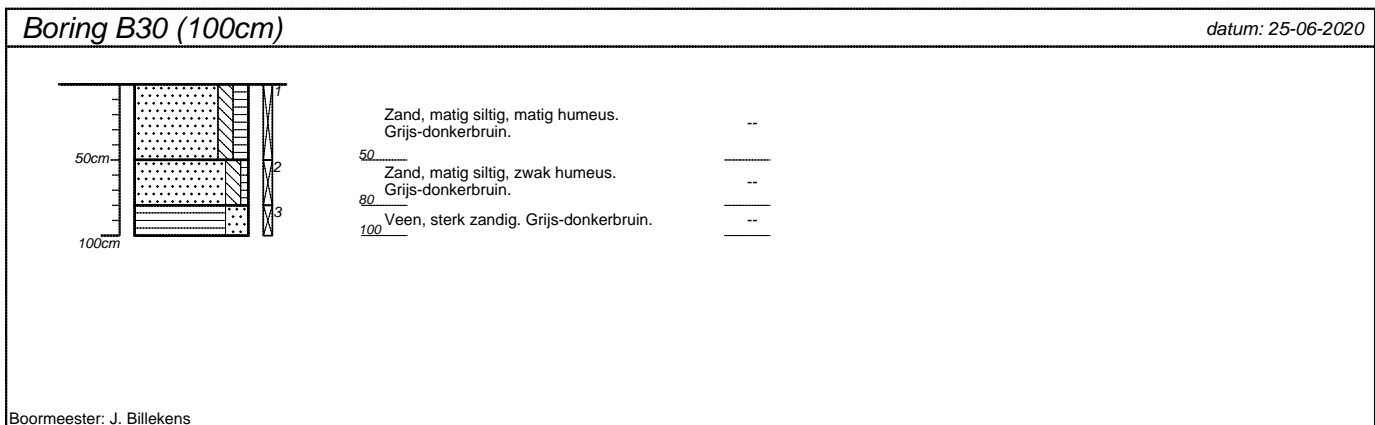 Boring B30 (100cm)
datum: 25-06-2020
1
Zand, matig siltig, matig humeus.
Grijs-donkerbruin.
--
50cm
50
2
Zand, matig siltig, zwak humeus.
Grijs-donkerbruin.
--
80
3
Veen, sterk zandig. Grijs-donkerbruin.
--
100
100cm
Boormeester: J. Billekens